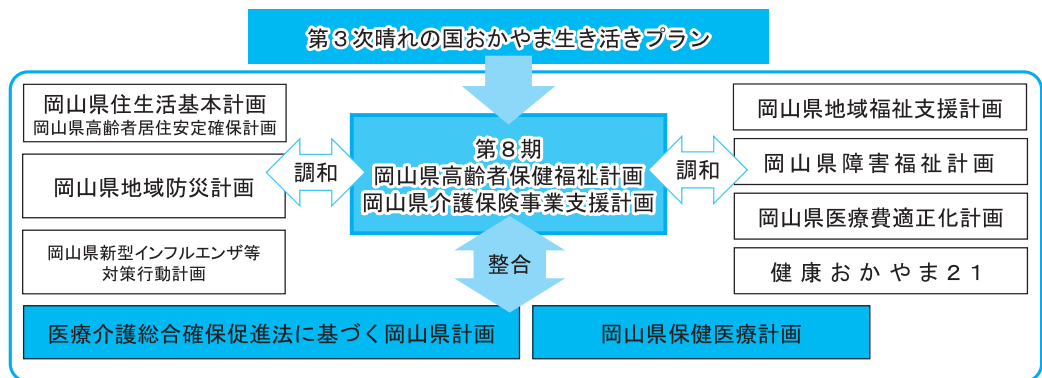 第３次晴れの国おかやま生き活きプラン
岡山県住生活基本計画
岡山県高齢者居住安定確保計画
岡山県地域防災計画
岡山県新型インフルエンザ等
対策行動計画
調和
第８期
岡山県高齢者保健福祉計画
岡山県介護保険事業支援計画
調和
岡山県地域福祉支援計画
岡山県障害福祉計画
岡山県医療費適正化計画
健康おかやま２１
整合
医療介護総合確保促進法に基づく岡山県計画
岡山県保健医療計画